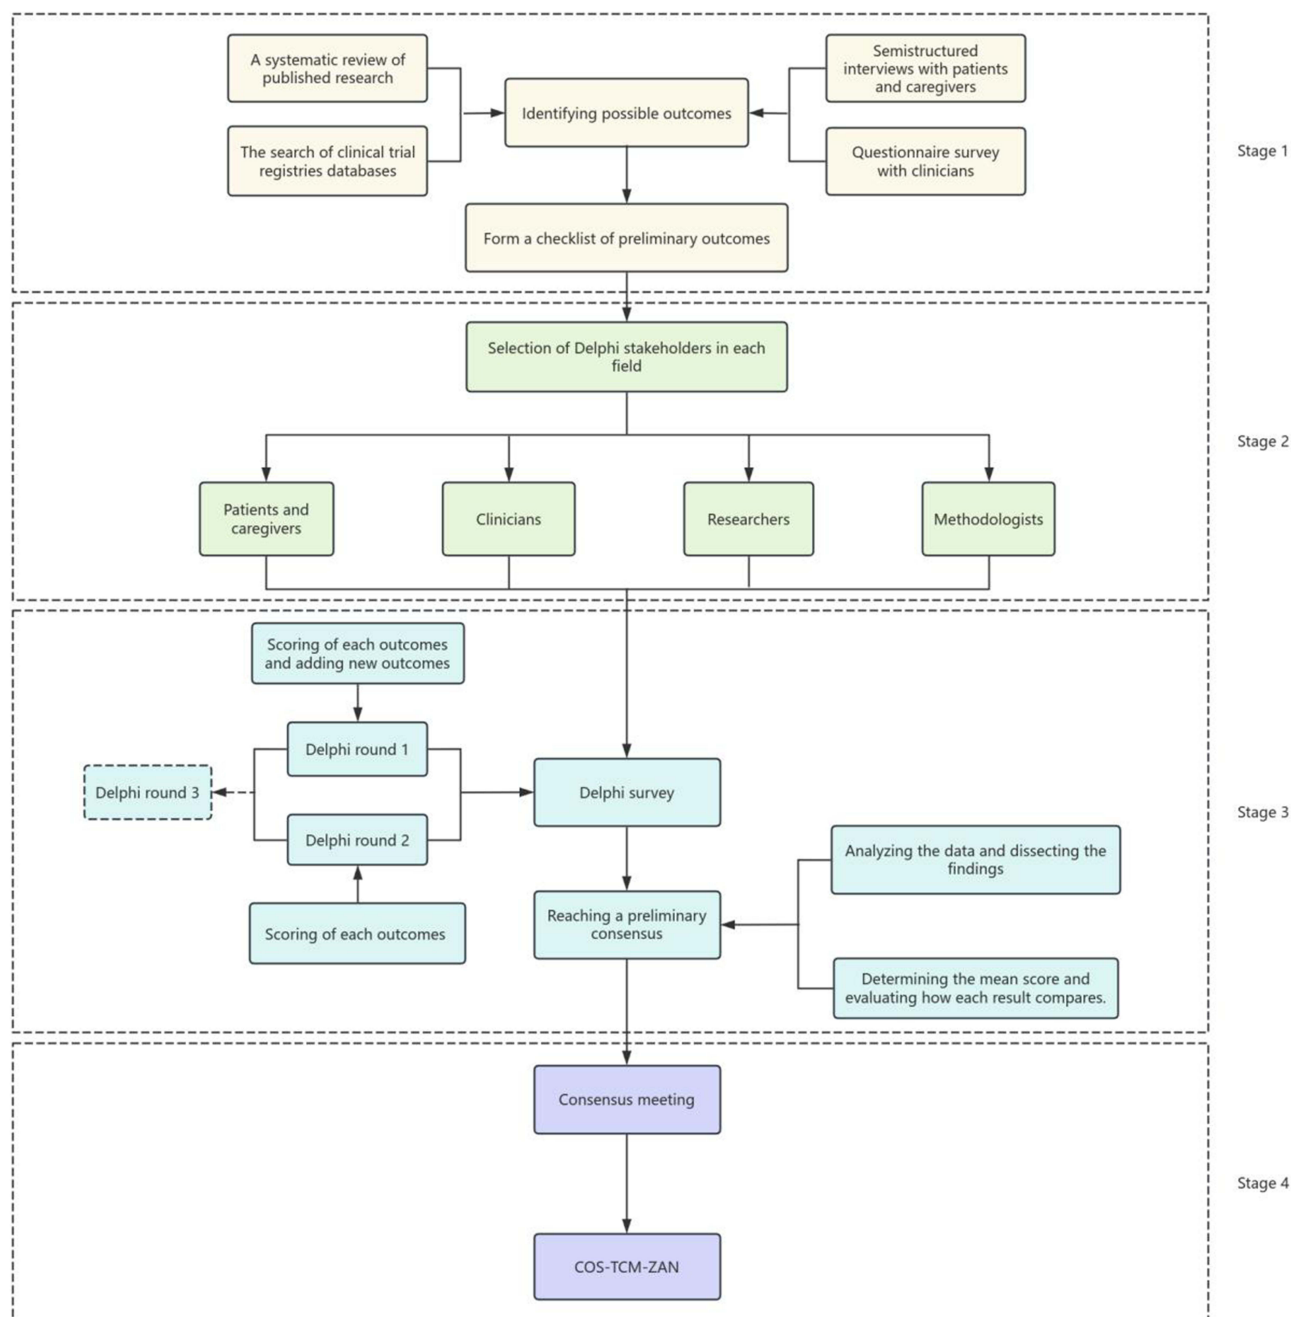 A systematic review of
published research
Semistructured
interviews with patients
and caregivers
Identifying possible outcomes
The search of clinical trial
registries databases
Questionnaire survey
with clinicians
Stage 1
Form a checklist of preliminary outcomes
Selection of Delphi stakeholders in each
field
Stage 2
Patients and
caregivers
Clinicians
Researchers
Methodologists
Scoring of each outcomes
and adding new outcomes
Delphi round 1
Delphi round 3
Delphi survey
Stage 3
Delphi round 2
Analyzing the data and dissecting the
findings
Scoring of each outcomes
Reaching a preliminary
consensus
Determining the mean score and
evaluating how each result compares.
Consensus meeting
Stage 4
COS-TCM-ZAN